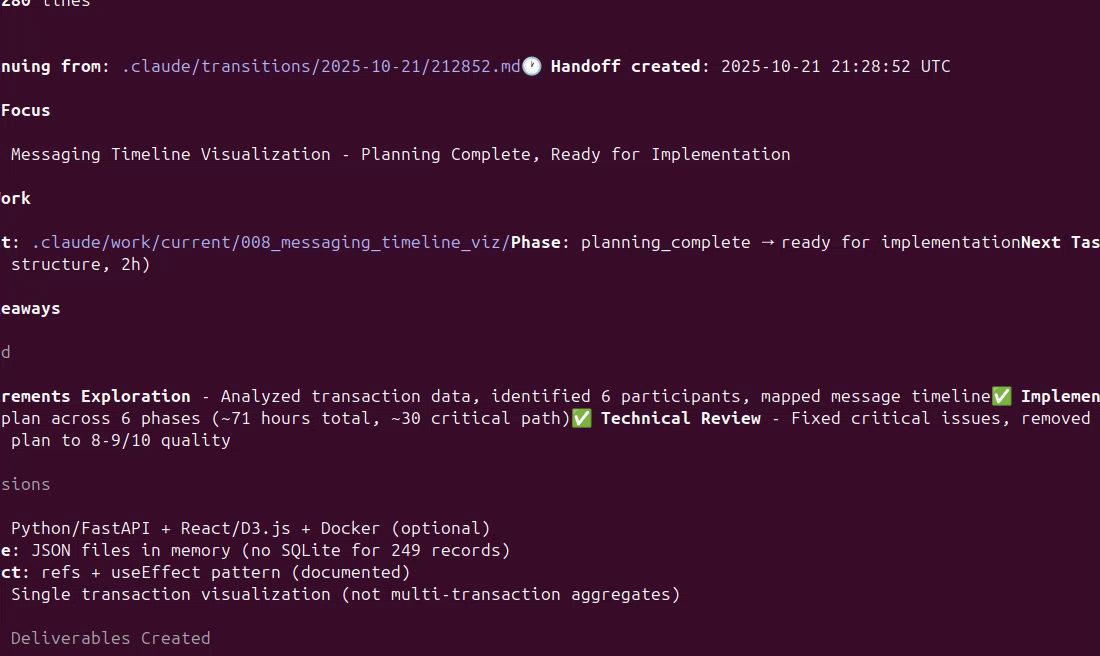 280 lines
nuing from: .claude/transitions/2025-10-21/212852.md🕐 Handoff created: 2025-10-21 21:28:52 UTC
Focus
Messaging Timeline Visualization - Planning Complete, Ready for Implementation
ork
t: .claude/work/current/008_messaging_timeline_viz/Phase: planning_complete → ready for implementationNext Tas
structure, 2h)
eaways
d
rements Exploration - Analyzed transaction data, identified 6 participants, mapped message timeline✅ Implemen
plan across 6 phases (~71 hours total, ~30 critical path)✅ Technical Review - Fixed critical issues, removed
plan to 8-9/10 quality
sions
Python/FastAPI + React/D3.js + Docker (optional)
e: JSON files in memory (no SQLite for 249 records)
ct: refs + useEffect pattern (documented)
Single transaction visualization (not multi-transaction aggregates)
Deliverables Created